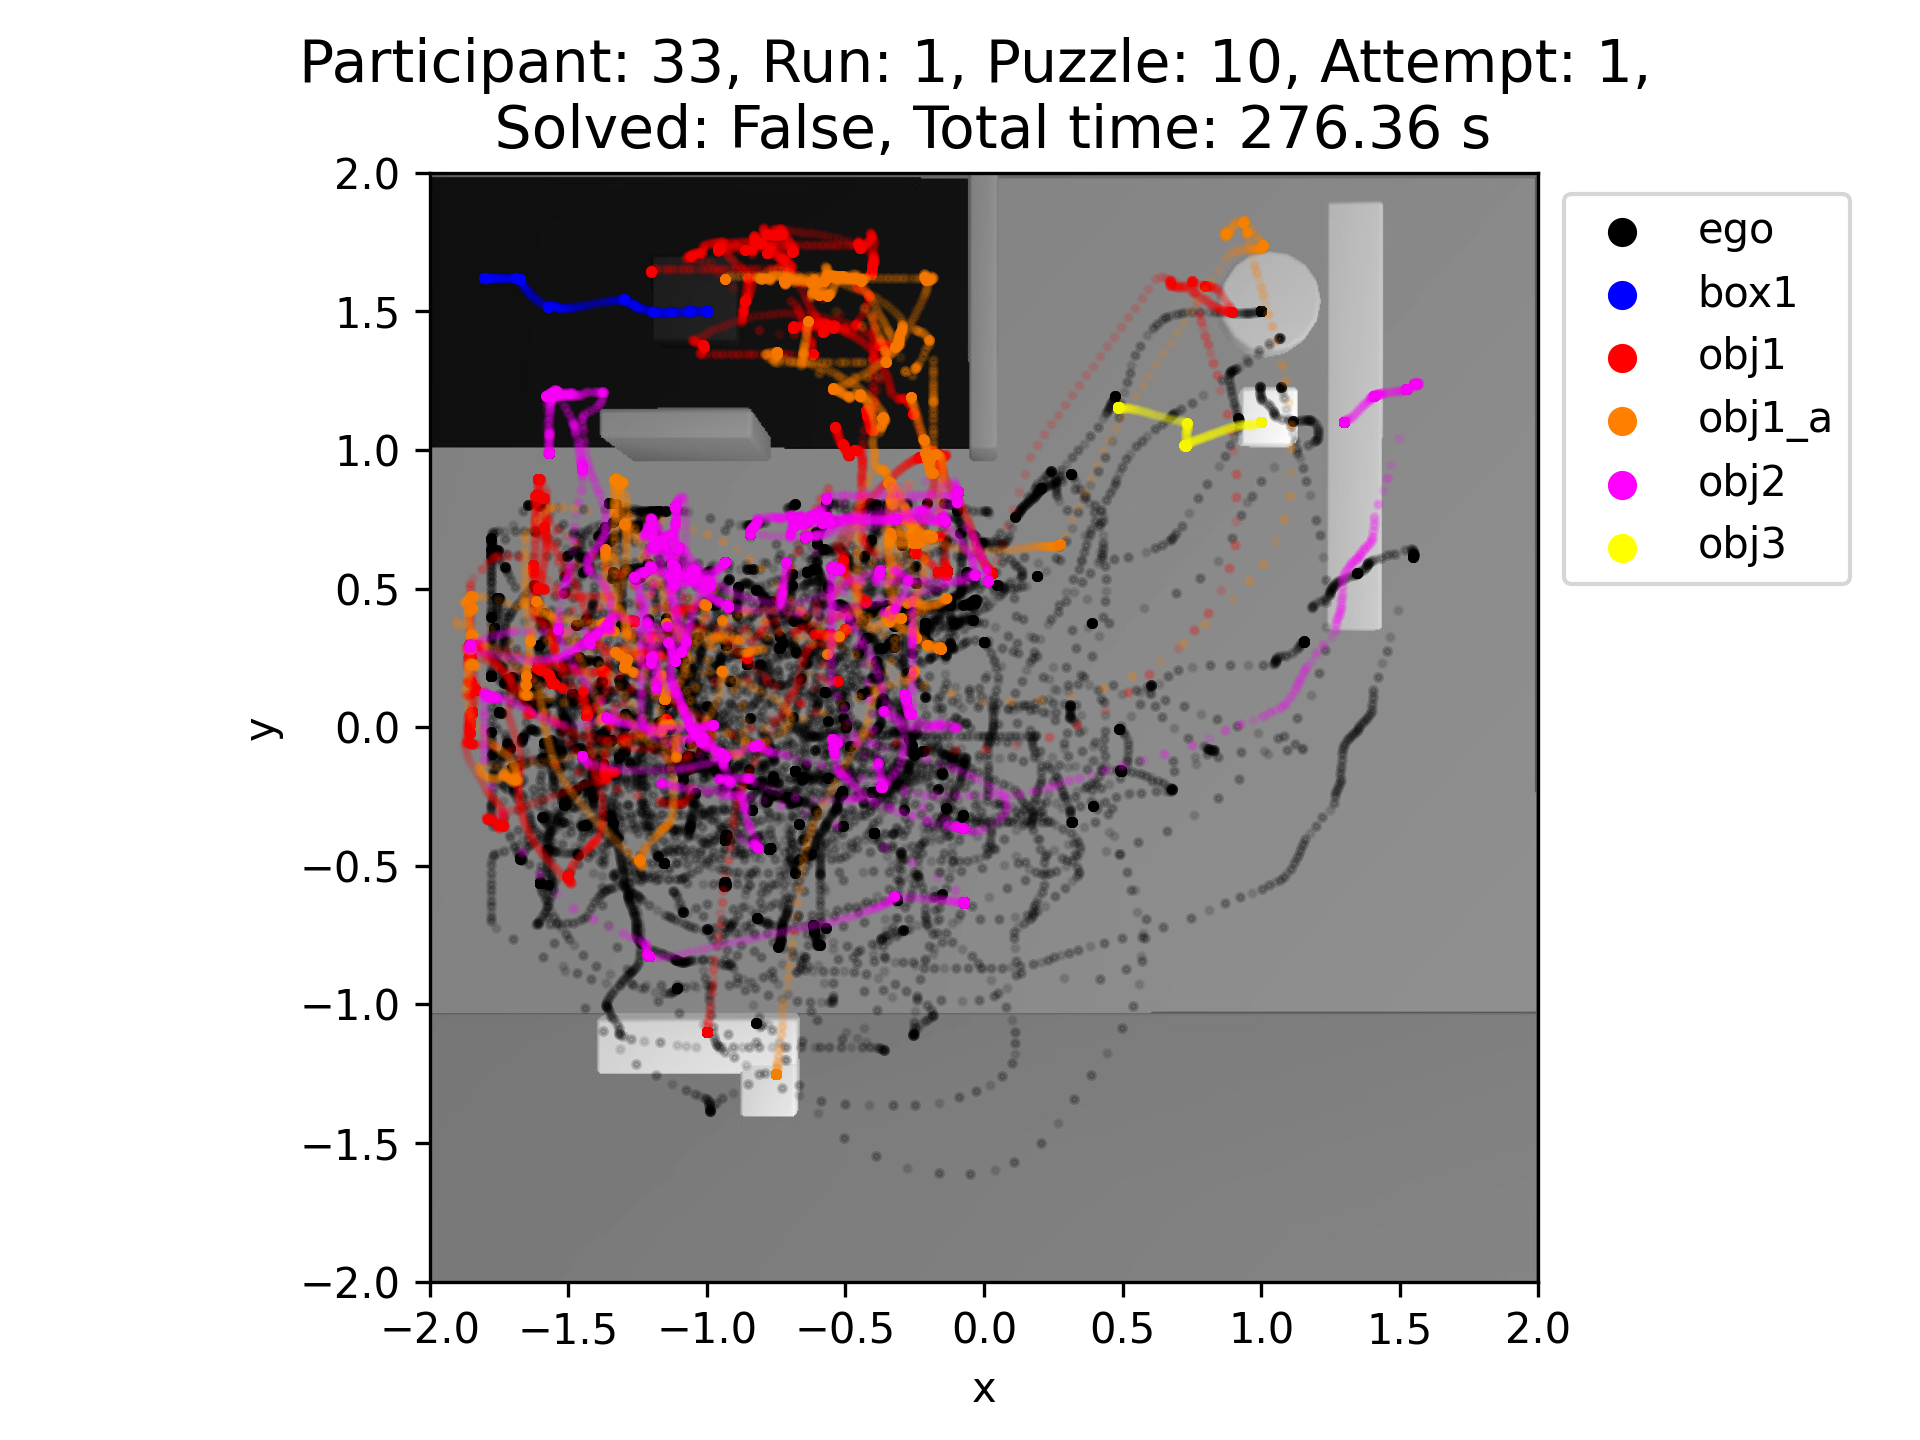 Participant: 33, Run: 1, Puzzle: 10, Attempt: 1,
Solved: False, Total time: 276.36 s
2.0
1.5
1.0
0.5
0.0
−0.5
−1.0
−1.5
−2.0
y
−2.0 −1.5 −1.0 −0.5 0.0 0.5 1.0 1.5 2.0
x
ego
box1
obj1
obj1_a
obj2
obj3